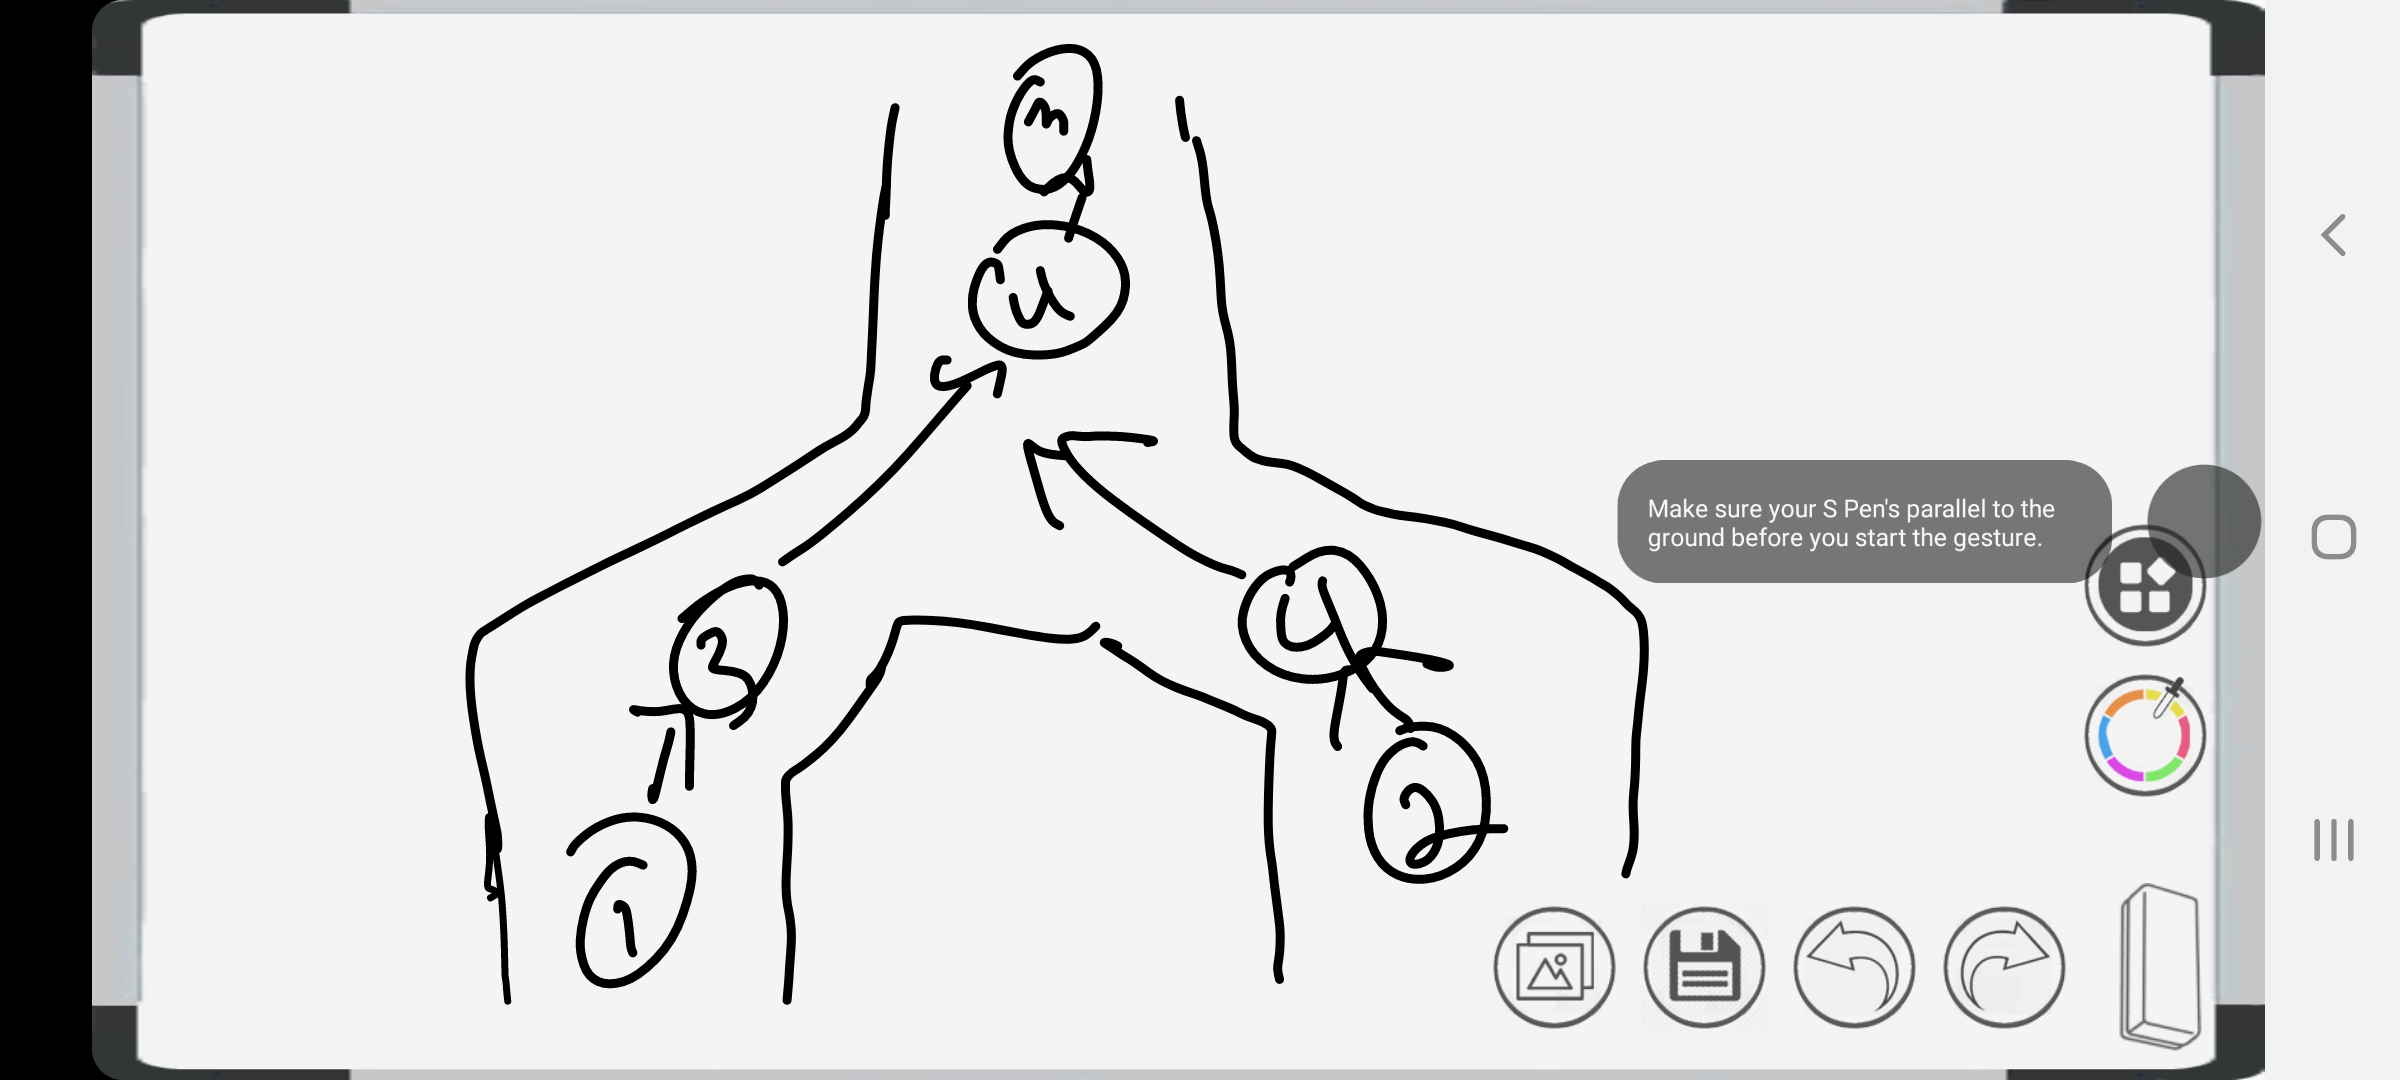 m
u
Make sure your S Pen's parallel to the
ground before you start the gesture.
3
4
2
1